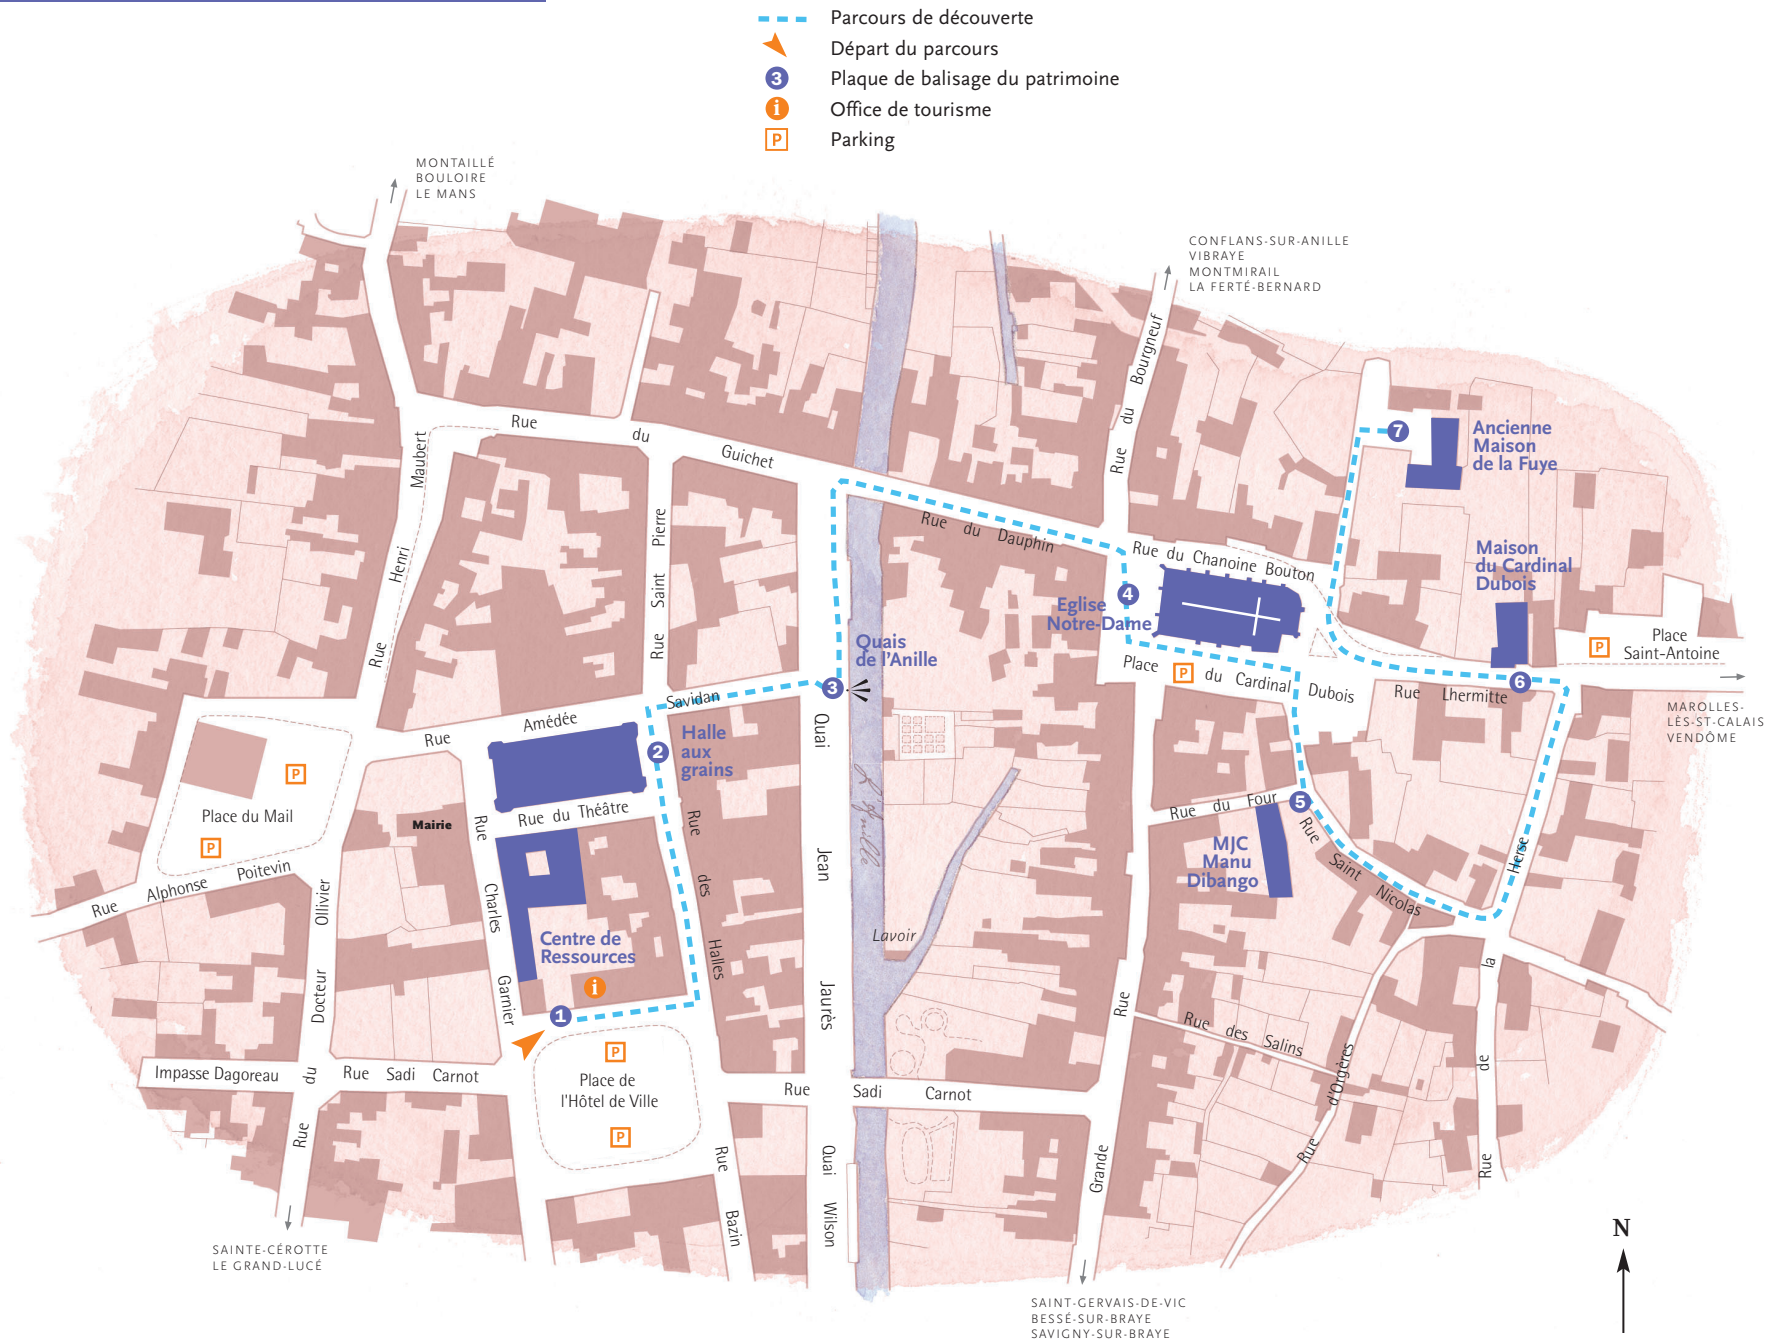 Parcours de découverte
Départ du parcours
3 Plaque de balisage du patrimoine
i Office de tourisme
P Parking
MONTAILLÉ
BOULOIRE
LE MANS
CONFLANS-SUR-ANILLE
VIBRAYE
MONTMIRAIL
LA FERTÉ-BERNARD
Rue du Guichet
Rue Henri Maubert
Rue Saint Pierre
Rue du Bourgneuf
Rue du Dauphin
Rue du Chanoine Bouton
7
Ancienne
Maison
de la Fuye
Maison
du Cardinal
Dubois
4
Eglise
Notre-Dame
Quais
de l'Anille
3
Place P du Cardinal Dubois
Rue Lhermitte
6
P
Place
Saint-Antoine
MAROLLES-
LÈS-ST-CALAIS
VENDÔME
Rue Amédée Savidan
2
Halle
aux
grains
Rue du Théâtre
P
Place du Mail
P
Rue Alphonse Poitevin
Mairie
Rue Charles Garnier
Rue des Halles
Quai Jean Jaurès
L'Anille
Lavoir
Rue du Four
5
MJC
Manu
Dibango
Rue Saint Nicolas
Rue de la Herse
Centre de
Ressources
i
1
Rue du Docteur Ollivier
Impasse Dagoreau
Rue Sadi Carnot
P
Place de
l'Hôtel de Ville
P
Rue Sadi Carnot
Rue Bazin
Quai Wilson
Grande Rue
Rue des Salins
Rue d'Orgères
SAINTE-CÉROTTE
LE GRAND-LUCÉ
SAINT-GERVAIS-DE-VIC
BESSÉ-SUR-BRAYE
SAVIGNY-SUR-BRAYE
N